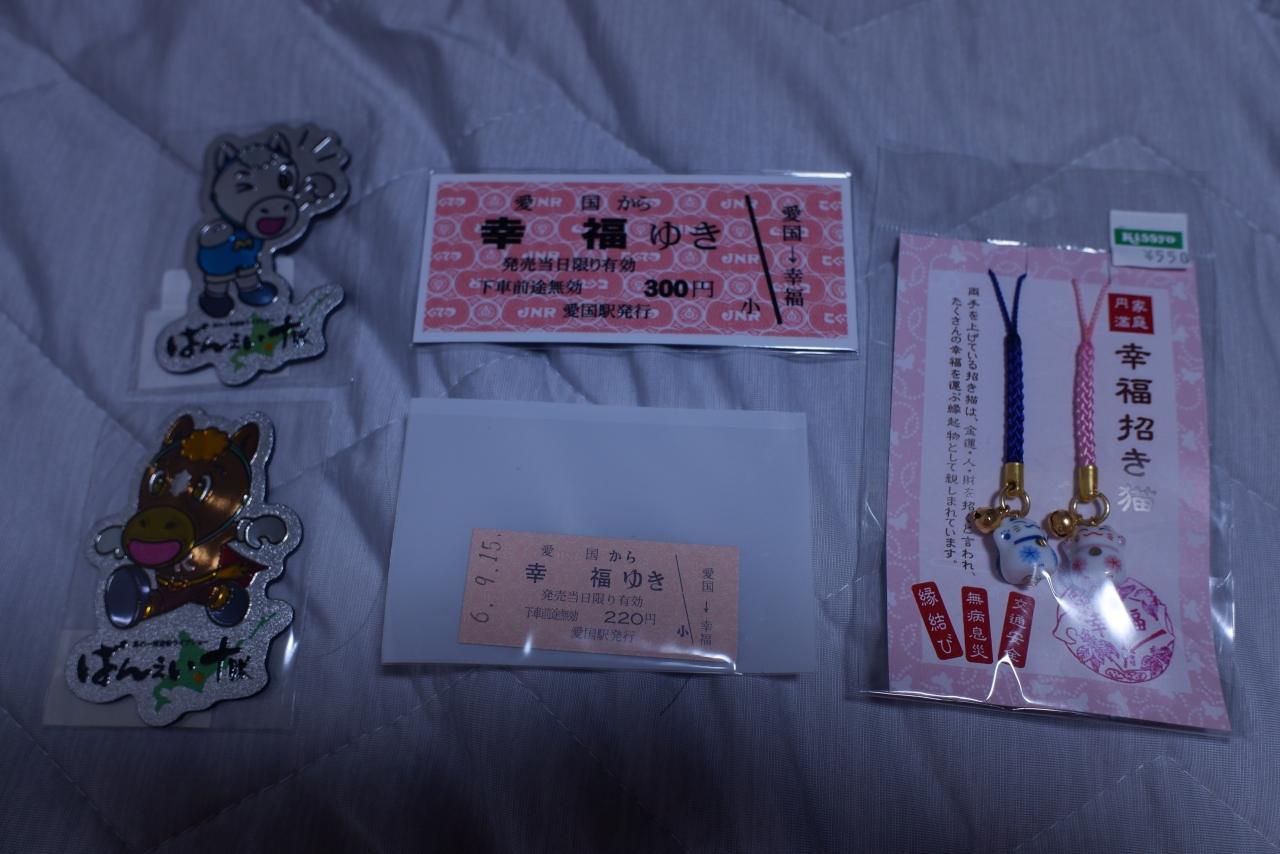 ばんえい十勝
ばんえい十勝
愛 国 から
幸 福 ゆき
発売当日限り有効
下車前途無効 300円
愛国駅発行
小
愛国→幸福
JNR
JNR
JNR
JNR
6.-9.15.
愛 国 から
幸 福 ゆき
発売当日限り有効
下車前途無効 220円
愛国駅発行
小
愛国→幸福
Kissyo
¥550
家庭円満
幸福招き猫
両手を上げている招き猫は、金運・人・財を招くと言われ、
たくさんの幸福を運ぶ縁起物として親しまれています。
縁結び
無病息災
交通安全
幸福